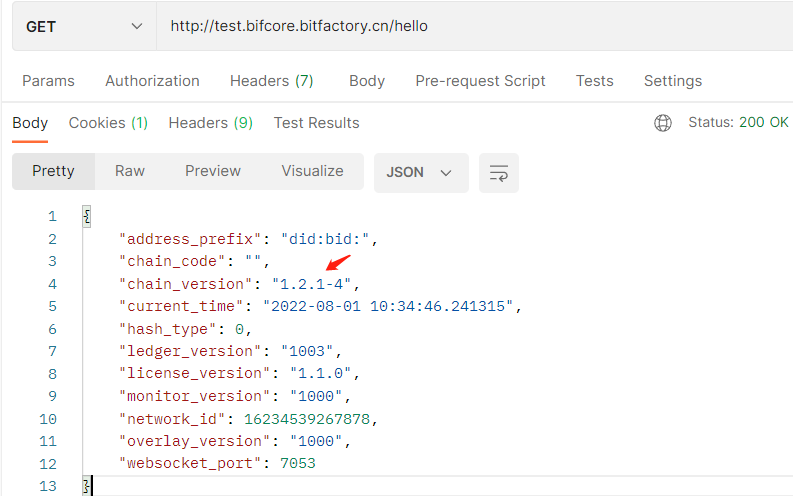 GET http://test.bifcore.bitfactory.cn/hello
Params Authorization Headers (7) Body Pre-request Script Tests Settings
Body Cookies (1) Headers (9) Test Results Status: 200 OK
Pretty Raw Preview Visualize JSON
1 {
2 "address_prefix": "did:bid:",
3 "chain_code": "",
4 "chain_version": "1.2.1-4",
5 "current_time": "2022-08-01 10:34:46.241315",
6 "hash_type": 0,
7 "ledger_version": "1003",
8 "license_version": "1.1.0",
9 "monitor_version": "1000",
10 "network_id": 16234539267878,
11 "overlay_version": "1000",
12 "websocket_port": 7053
13 }